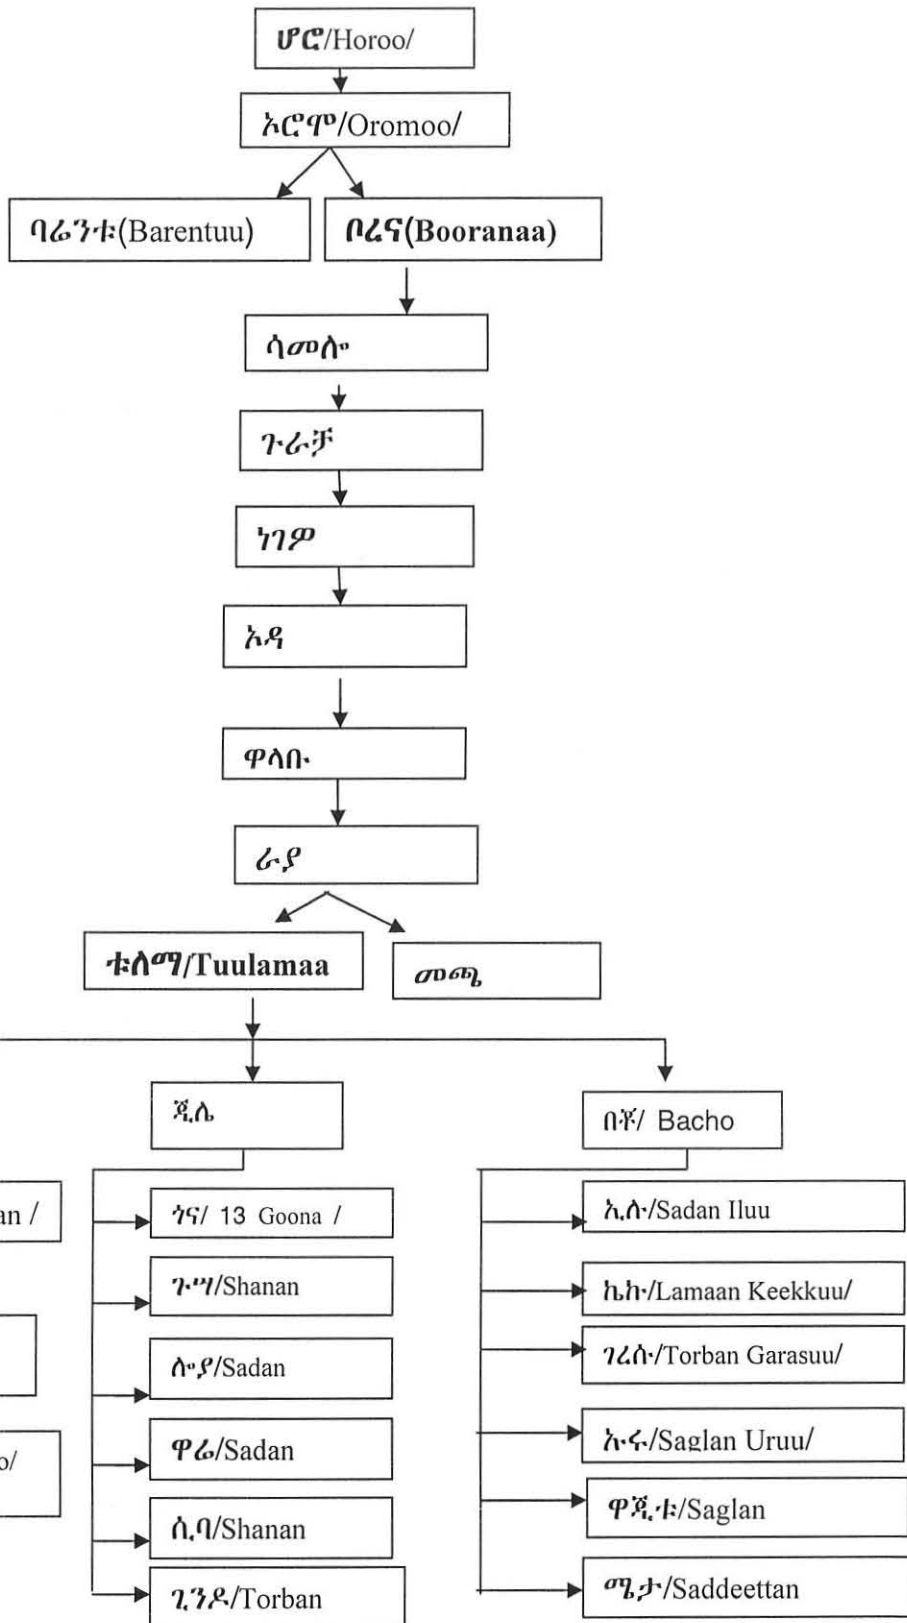 ሆሮ/Horoo/
ኦሮሞ/Oromoo/
ባሬንቱ(Barentuu)
ቦረና(Booranaa)
ሳመሎ
ጉራቻ
ነገዎ
ኦዳ
ዋላቡ
ራያ
ቱለማ/Tuulamaa
መጫ
ጂሌ
በቾ/ Bacho
an /
ጎና/ 13 Goona /
ጉሣ/Shanan
ሎያ/Sadan
ዋሬ/Sadan
ሲባ/Shanan
ጊንዶ/Torban
o/
ኢሉ/Sadan Iluu
ኬኩ/Lamaan Keekkuu/
ገረሱ/Torban Garasuu/
ኡሩ/Saglan Uruu/
ዋጂቱ/Saglan
ሜታ/Saddeettan